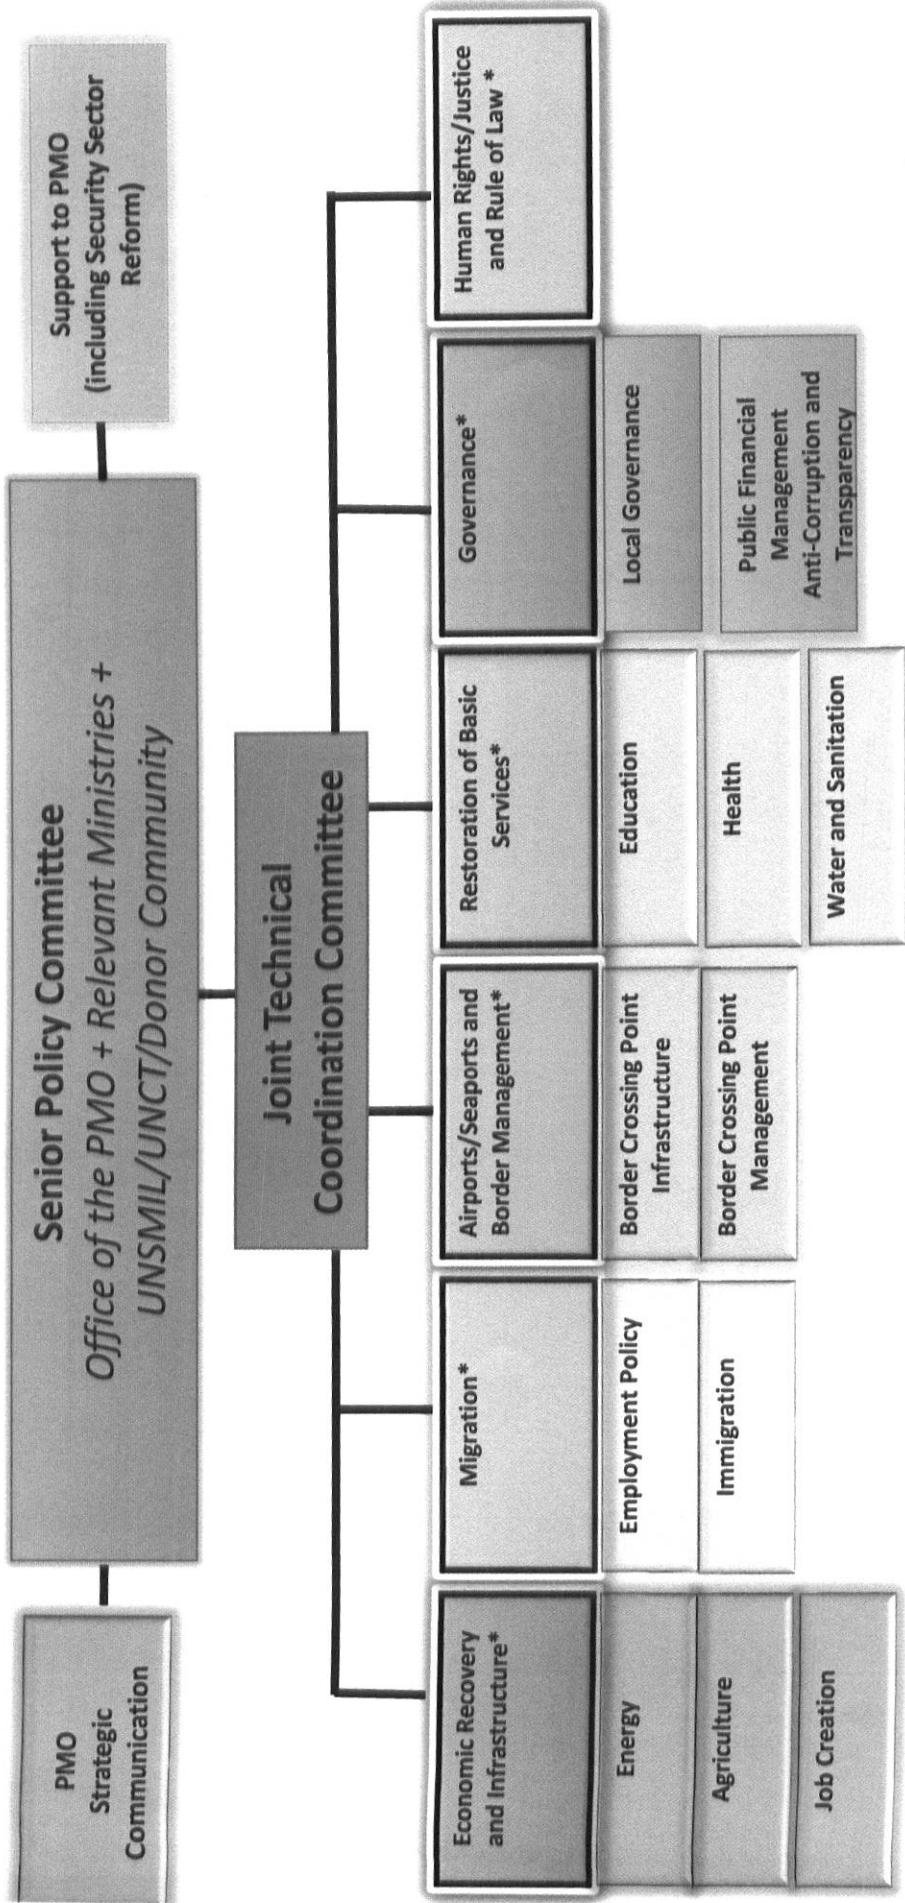 PMO
Strategic
Communication
Senior Policy Committee
Office of the PMO + Relevant Ministries +
UNSMIL/UNCT/Donor Community
Support to PMO
(including Security Sector
Reform)
Joint Technical
Coordination Committee
Economic Recovery
and Infrastructure*
Energy
Agriculture
Job Creation
Migration*
Employment Policy
Immigration
Airports/Seaports and
Border Management*
Border Crossing Point
Infrastructure
Border Crossing Point
Management
Restoration of Basic
Services*
Education
Health
Water and Sanitation
Governance*
Local Governance
Public Financial
Management
Anti-Corruption and
Transparency
Human Rights/Justice
and Rule of Law *